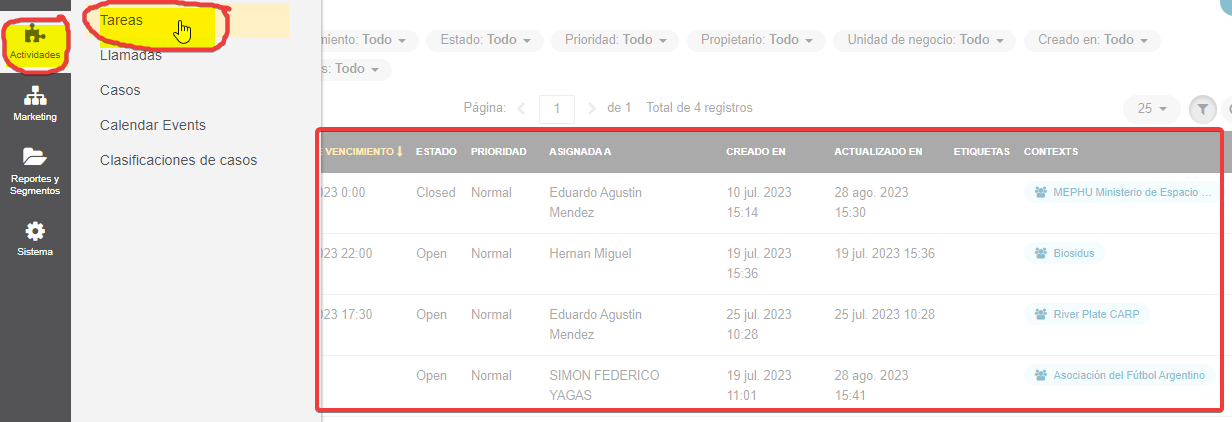 Actividades
Marketing
Reportes y
Segmentos
Sistema
Tareas
Llamadas
Casos
Calendar Events
Clasificaciones de casos
Todo Estado: Todo Prioridad: Todo Propietario: Todo Unidad de negocio: Todo Creado en: Todo
Todo
Página: 1 de 1 Total de 4 registros 25
VENCIMIENTO ESTADO PRIORIDAD ASIGNADA A CREADO EN ACTUALIZADO EN ETIQUETAS CONTEXTS
0:00 Closed Normal Eduardo Agustin 10 jul. 2023 28 ago. 2023 MEPHU Ministerio de Espacio ...
Mendez 15:14 15:30
22:00 Open Normal Hernan Miguel 19 jul. 2023 19 jul. 2023 15:36 Biosidus
15:36
17:30 Open Normal Eduardo Agustin 25 jul. 2023 25 jul. 2023 10:28 River Plate CARP
Mendez 10:28
Open Normal SIMON FEDERICO 19 jul. 2023 28 ago. 2023 Asociación del Fútbol Argentino
YAGAS 11:01 15:41